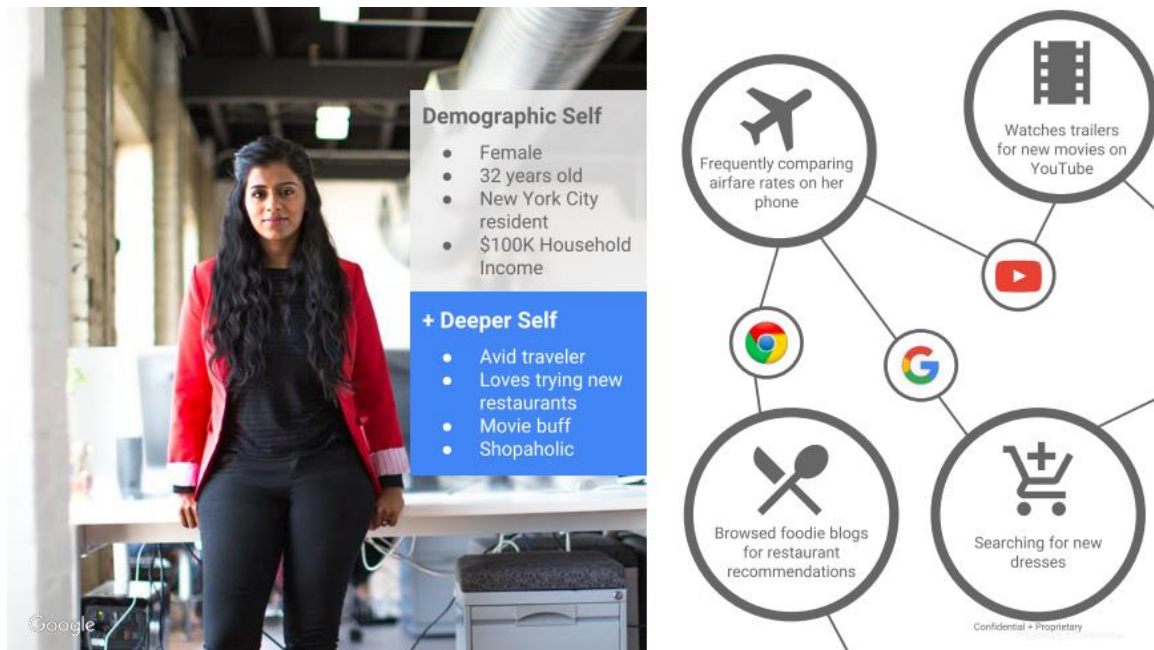 Demographic Self
● Female
● 32 years old
● New York City
resident
● $100K Household
Income
+ Deeper Self
● Avid traveler
● Loves trying new
restaurants
● Movie buff
● Shopaholic
Google
Frequently comparing
airfare rates on her
phone
Watches trailers
for new movies on
YouTube
G
Browsed foodie blogs
for restaurant
recommendations
Searching for new
dresses
Confidential + Proprietary